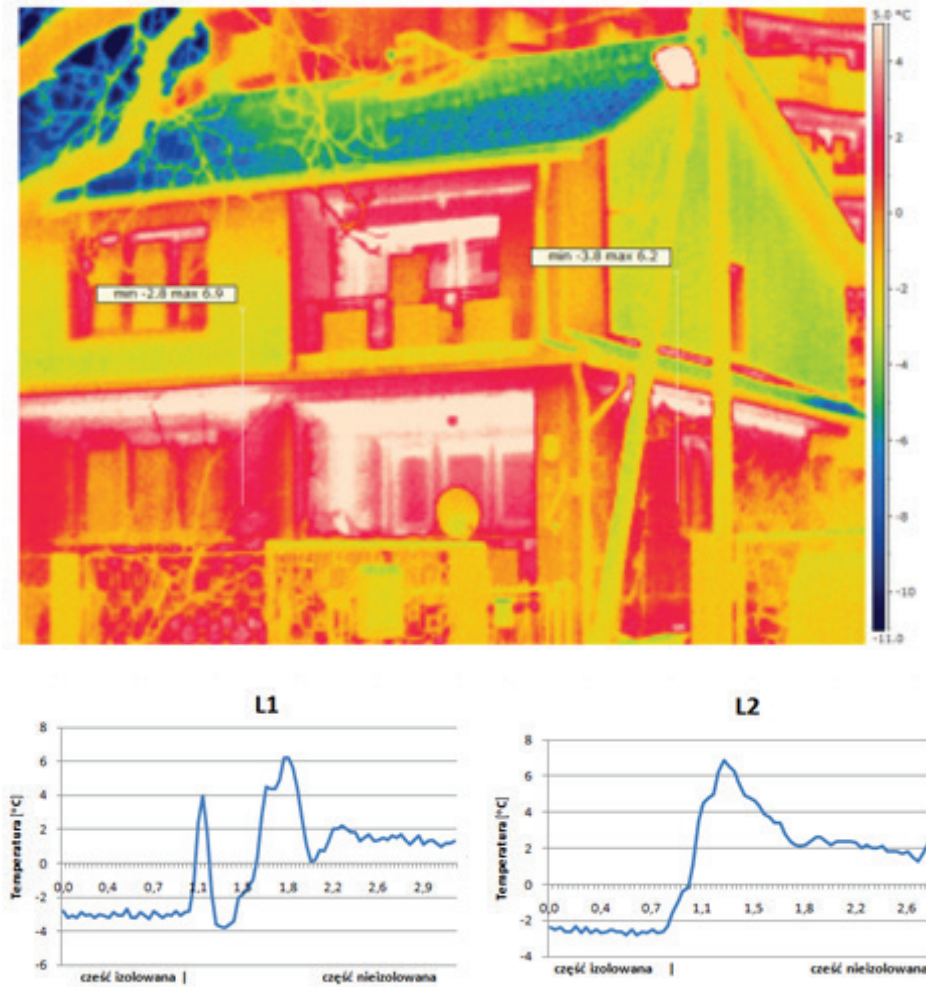 5.0 °C
4
2
0
-2
-4
-6
-8
-10
-11.0
min -3.8 max 6.2
min -2.8 max 6.9
L1
8
6
4
2
0
-2
-4
-6
Temperatura [°C]
0,0 0,4 0,7 1,1 1,5 1,8 2,2 2,6 2,9
cześć izolowana | część nieizolowana
L2
8
6
4
2
0
-2
-4
Temperatura [°C]
0,0 0,4 0,7 1,1 1,5 1,8 2,2 2,6
część izolowana | część nieizolowana